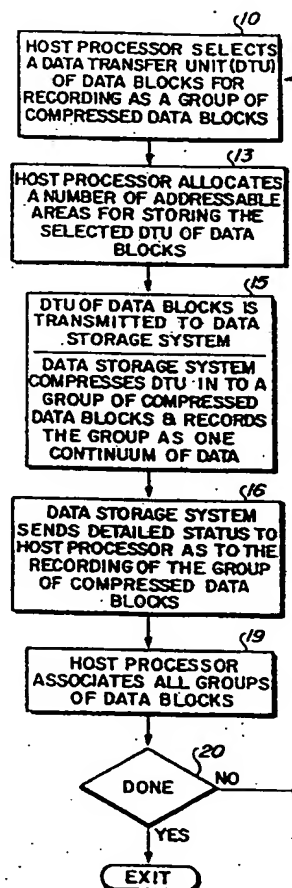 10
HOST PROCESSOR SELECTS
A DATA TRANSFER UNIT(DTU)
OF DATA BLOCKS FOR
RECORDING AS A GROUP OF
COMPRESSED DATA BLOCKS
13
HOST PROCESSOR ALLOCATES
A NUMBER OF ADDRESSABLE
AREAS FOR STORING THE
SELECTED DTU OF DATA
BLOCKS
15
DTU OF DATA BLOCKS IS
TRANSMITTED TO DATA
STORAGE SYSTEM
DATA STORAGE SYSTEM
COMPRESSES DTU IN TO A
GROUP OF COMPRESSED
DATA BLOCKS & RECORDS
THE GROUP AS ONE
CONTINUUM OF DATA
16
DATA STORAGE SYSTEM
SENDS DETAILED STATUS TO
HOST PROCESSOR AS TO THE
RECORDING OF THE GROUP
OF COMPRESSED DATA
BLOCKS
19
HOST PROCESSOR
ASSOCIATES ALL GROUPS
OF DATA BLOCKS
20
DONE
NO
YES
EXIT